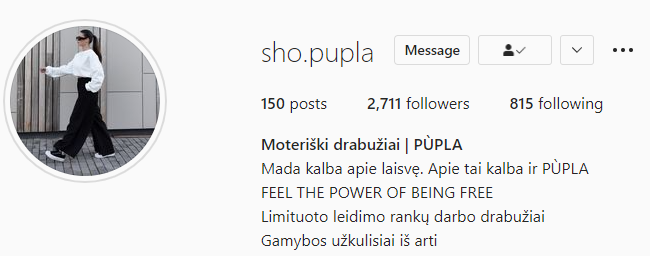 sho.pupla Message
150 posts 2,711 followers 815 following
Moteriški drabužiai | PÙPLA
Mada kalba apie laisvę. Apie tai kalba ir PÙPLA
FEEL THE POWER OF BEING FREE
Limituoto leidimo rankų darbo drabužiai
Gamybos užkulisiai iš arti